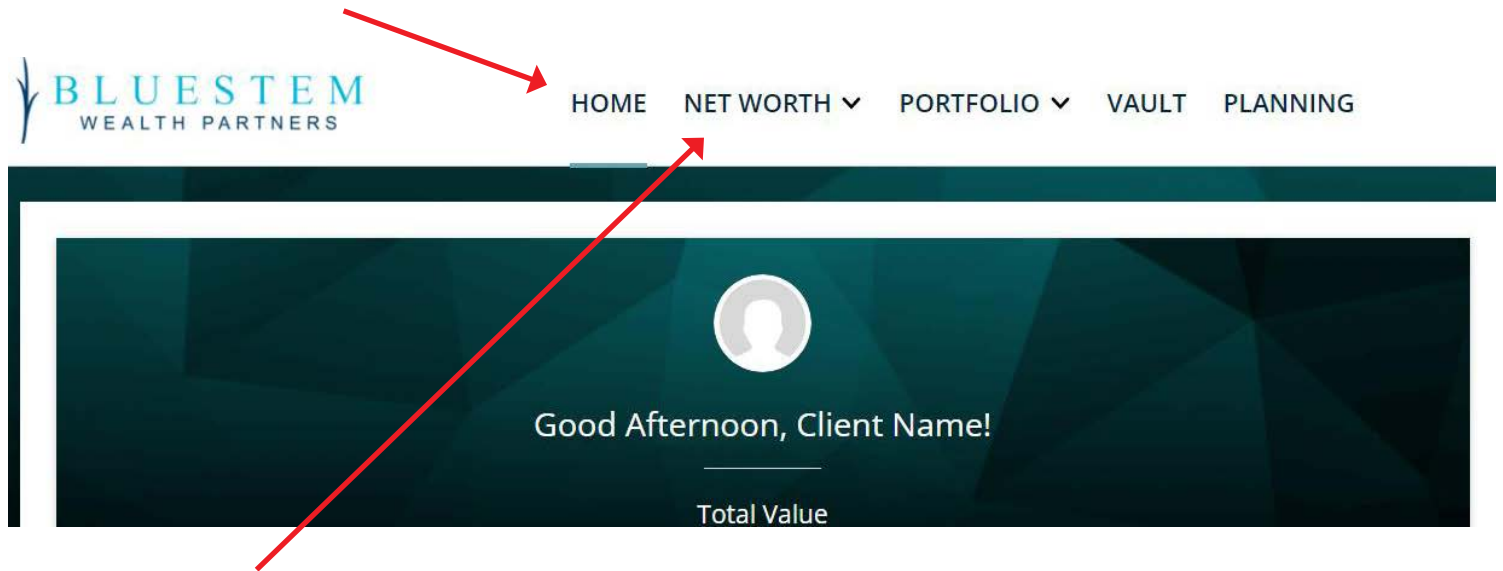 BLUESTEM
WEALTH PARTNERS
HOME NET WORTH PORTFOLIO VAULT PLANNING
Good Afternoon, Client Name!
Total Value